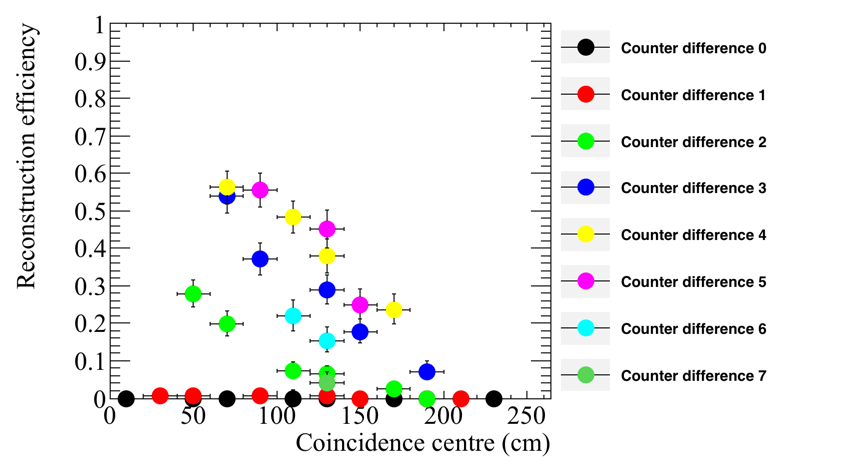 Reconstruction efficiency
1
0.9
0.8
0.7
0.6
0.5
0.4
0.3
0.2
0.1
0
0 50 100 150 200 250
Coincidence centre (cm)
Counter difference 0
Counter difference 1
Counter difference 2
Counter difference 3
Counter difference 4
Counter difference 5
Counter difference 6
Counter difference 7